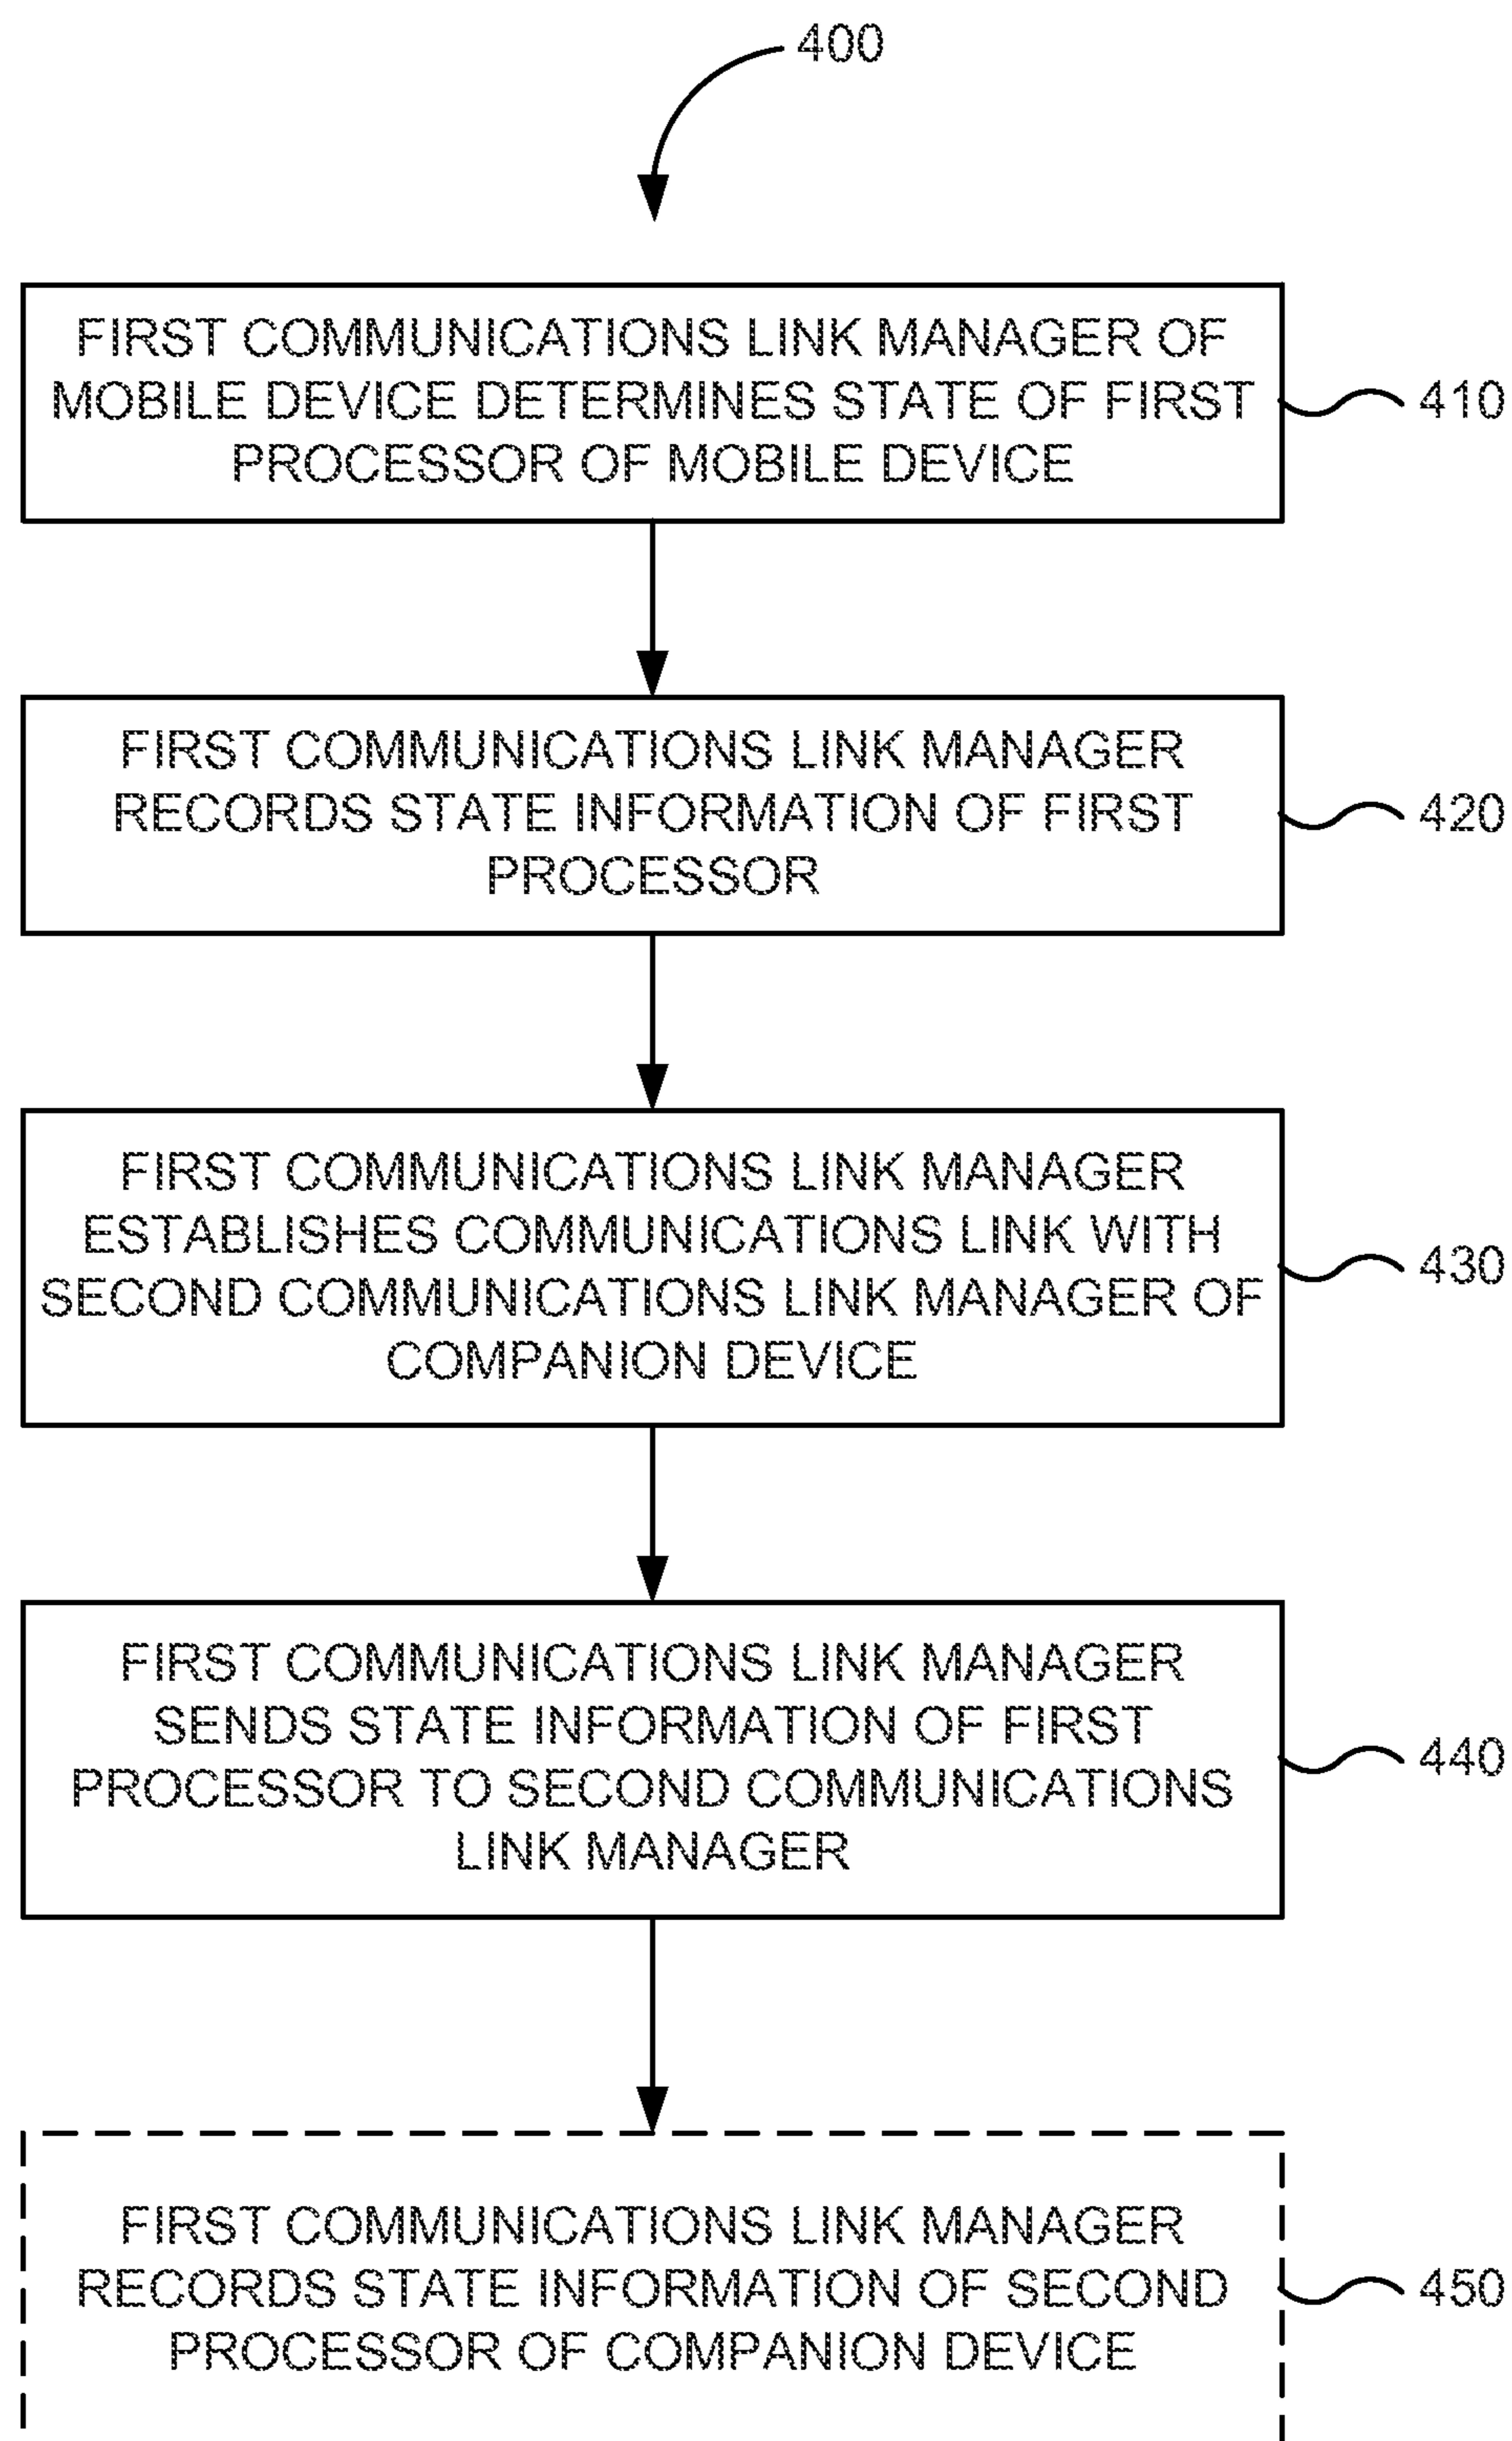 400
FIRST COMMUNICATIONS LINK MANAGER OF
MOBILE DEVICE DETERMINES STATE OF FIRST
PROCESSOR OF MOBILE DEVICE
410
FIRST COMMUNICATIONS LINK MANAGER
RECORDS STATE INFORMATION OF FIRST
PROCESSOR
420
FIRST COMMUNICATIONS LINK MANAGER
ESTABLISHES COMMUNICATIONS LINK WITH
SECOND COMMUNICATIONS LINK MANAGER OF
COMPANION DEVICE
430
FIRST COMMUNICATIONS LINK MANAGER
SENDS STATE INFORMATION OF FIRST
PROCESSOR TO SECOND COMMUNICATIONS
LINK MANAGER
440
FIRST COMMUNICATIONS LINK MANAGER
RECORDS STATE INFORMATION OF SECOND
PROCESSOR OF COMPANION DEVICE
450